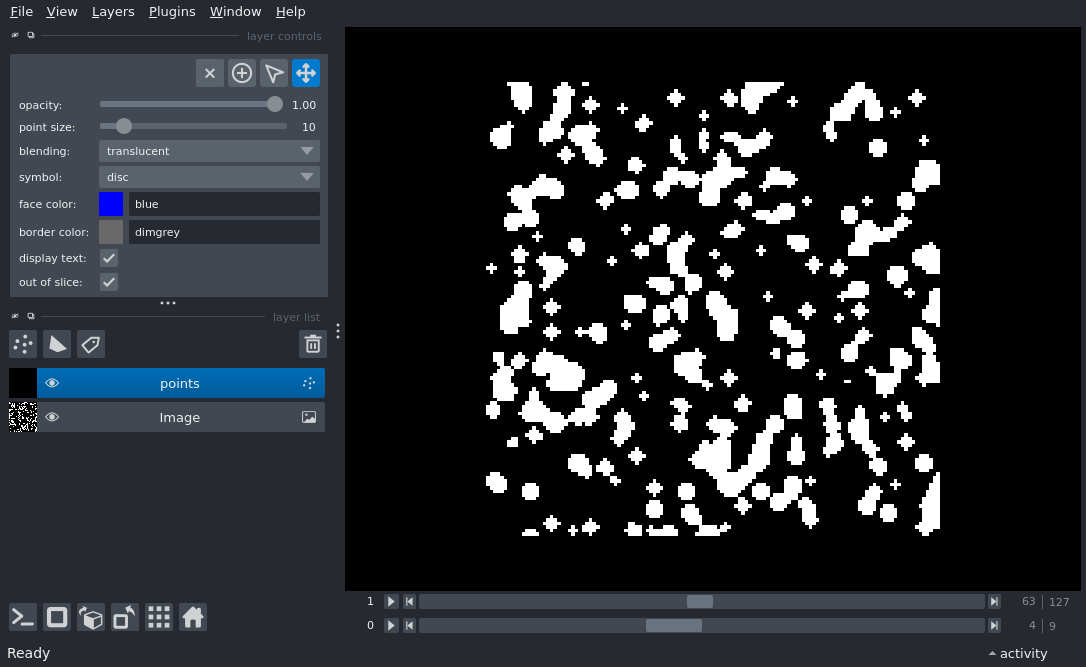 File View Layers Plugins Window Help
layer controls
opacity: 1.00
point size: 10
blending: translucent
symbol: disc
face color: blue
border color: dimgrey
display text:
out of slice:
layer list
points
Image
1 63 127
0 4 9
Ready activity